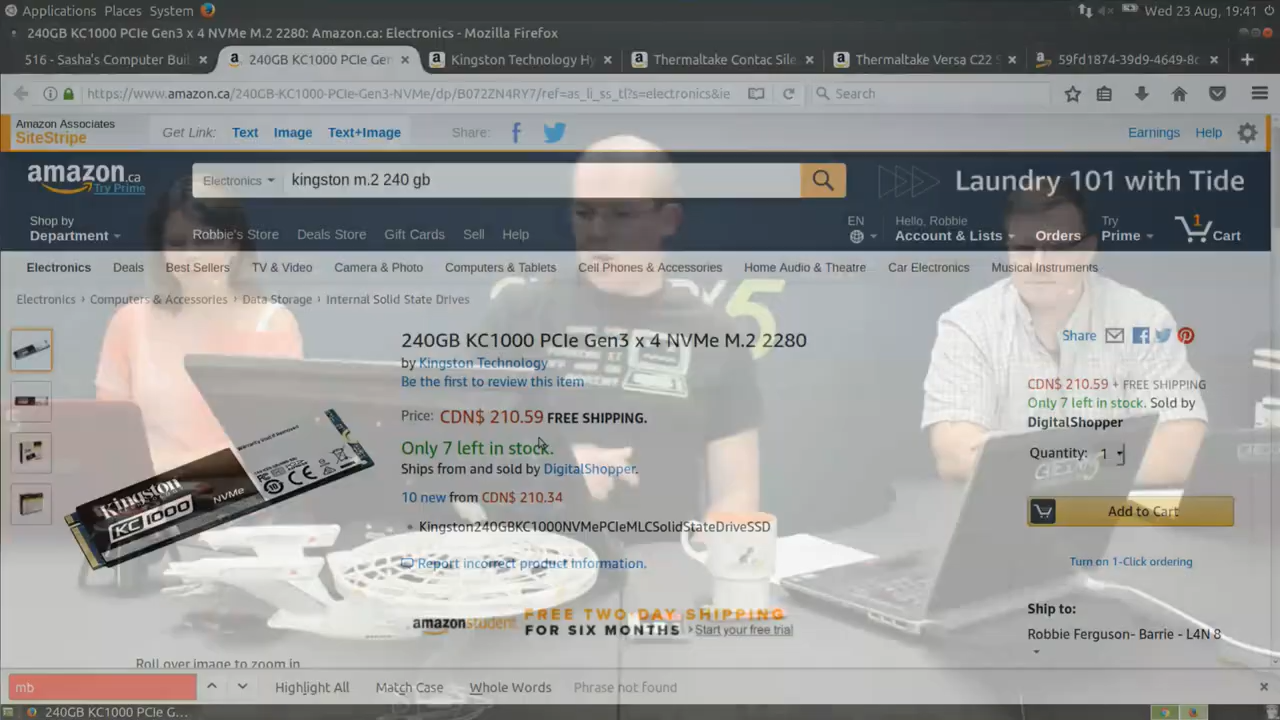 Applications Places System
Wed 23 Aug, 19:41
240GB KC1000 PCIe Gen3 x 4 NVMe M.2 2280: Amazon.ca: Electronics - Mozilla Firefox
516 - Sasha's Computer Buil
240GB KC1000 PCIe Gen
Kingston Technology Hy
Thermaltake Contac Sile
Thermaltake Versa C22 S
59fd1874-39d9-4649-8c
https://www.amazon.ca/240GB-KC1000-PCIe-Gen3-NVMe/dp/B072ZN4RY7/ref=as_li_ss_tl?s=electronics&ie
Search
Amazon Associates
SiteStripe
Get Link: Text Image Text+Image
Share:
Earnings Help
amazon.ca
Try Prime
Electronics
kingston m.2 240 gb
Laundry 101 with Tide
Shop by
Department
Robbie's Store Deals Store Gift Cards Sell Help
EN
Hello, Robbie
Account & Lists
Orders
Try
Prime
1
Cart
Electronics Deals Best Sellers TV & Video Camera & Photo Computers & Tablets Cell Phones & Accessories Home Audio & Theatre Car Electronics Musical Instruments
Electronics › Computers & Accessories › Data Storage › Internal Solid State Drives
240GB KC1000 PCIe Gen3 x 4 NVMe M.2 2280
by Kingston Technology
Be the first to review this item
Price: CDN$ 210.59 FREE SHIPPING.
Only 7 left in stock.
Ships from and sold by DigitalShopper.
10 new from CDN$ 210.34
Kingston240GBKC1000NVMePCIeMLCSolidStateDriveSSD
Report incorrect product information.
amazonstudent
FREE TWO-DAY SHIPPING
FOR SIX MONTHS
› Start your free trial
Kingston
KC1000
NVMe
CE
5
Roll over image to zoom in
Share
CDN$ 210.59 + FREE SHIPPING
Only 7 left in stock. Sold by
DigitalShopper
Quantity: 1
Add to Cart
Turn on 1-Click ordering
Ship to:
Robbie Ferguson- Barrie - L4N 8
mb
Highlight All Match Case Whole Words Phrase not found
240GB KC1000 PCIe G...